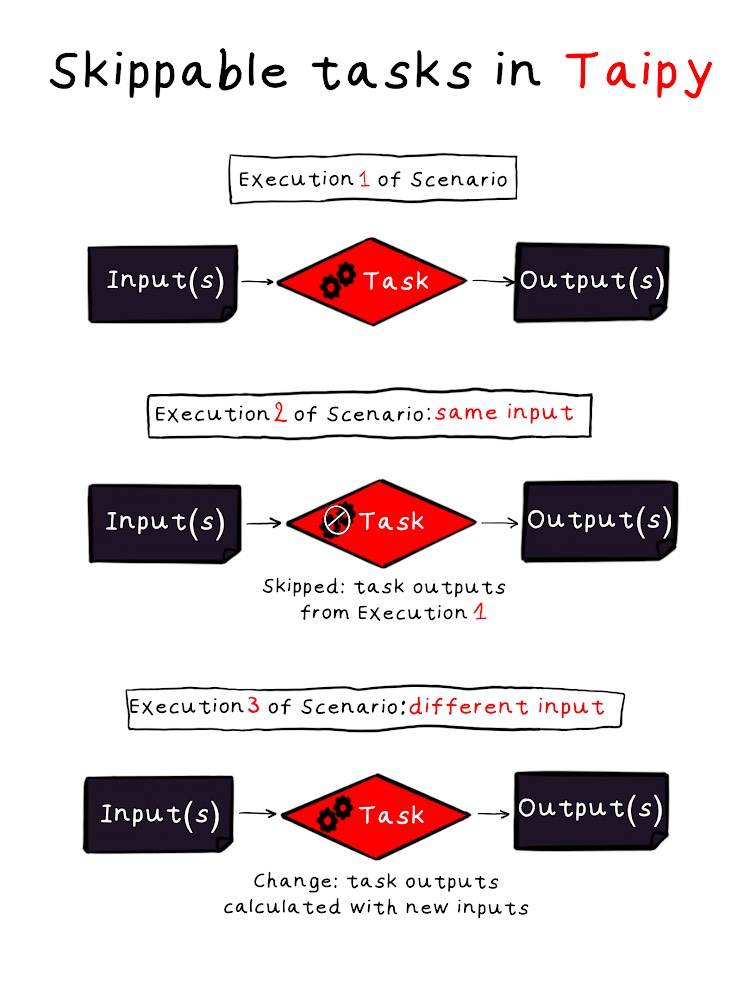 Skippable tasks in Taipy
Execution 1 of Scenario
Input(s)
Task
Output(s)
Execution 2 of Scenario: same input
Input(s)
Task
Output(s)
Skipped: task outputs
from Execution 1
Execution 3 of Scenario: different input
Input(s)
Task
Output(s)
Change: task outputs
calculated with new inputs